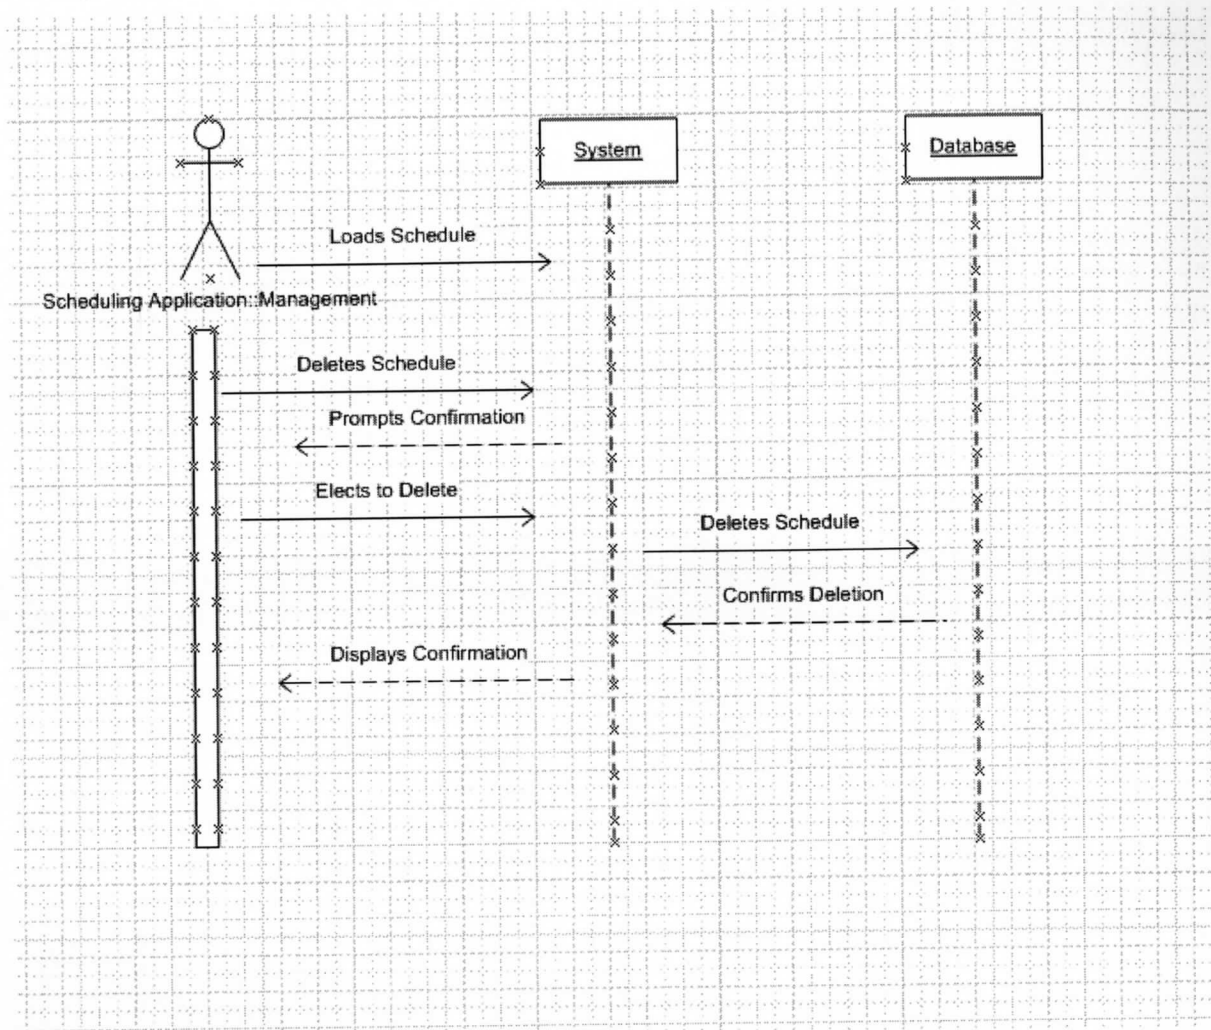 System
Database
Loads Schedule
Scheduling Application::Management
Deletes Schedule
Prompts Confirmation
Elects to Delete
Deletes Schedule
Confirms Deletion
Displays Confirmation